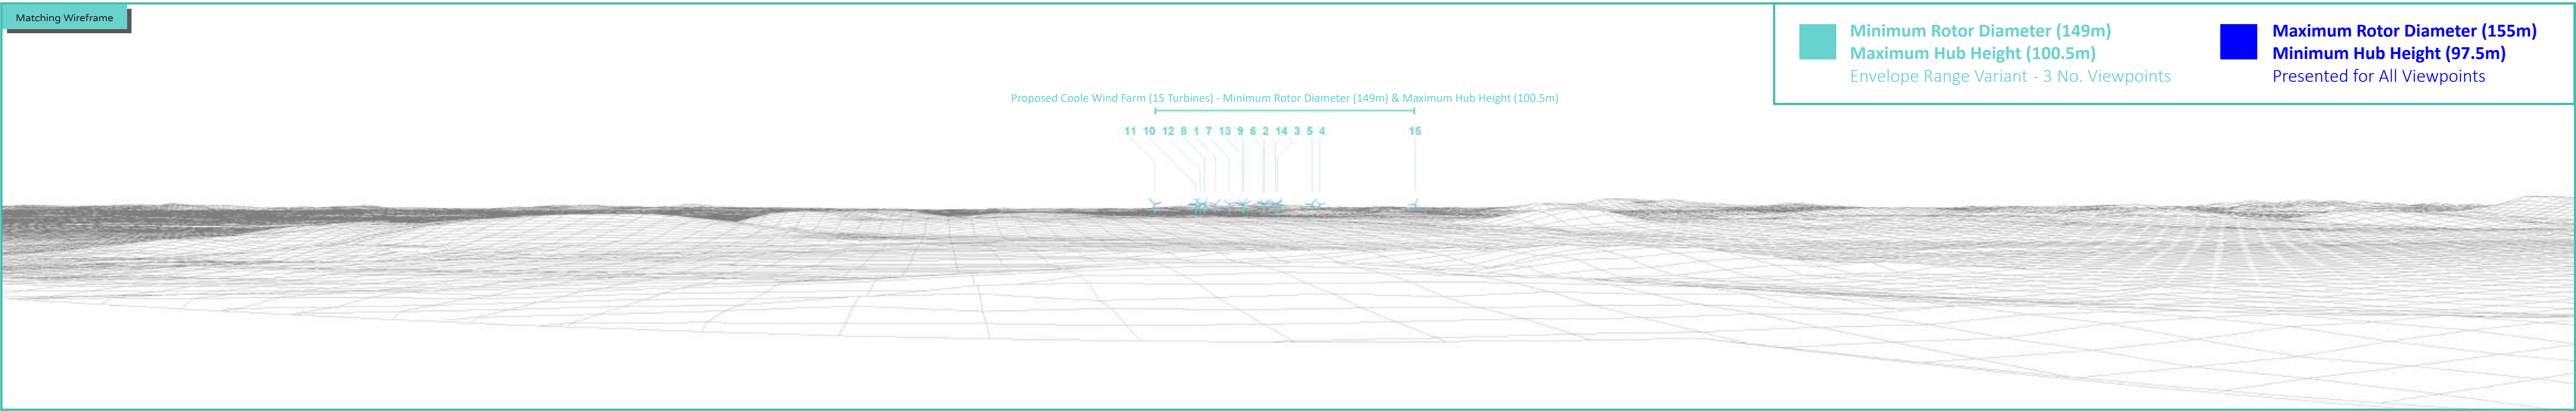 Matching Wireframe
Minimum Rotor Diameter (149m)
Maximum Hub Height (100.5m)
Envelope Range Variant - 3 No. Viewpoints
Maximum Rotor Diameter (155m)
Minimum Hub Height (97.5m)
Presented for All Viewpoints
Proposed Coole Wind Farm (15 Turbines) - Minimum Rotor Diameter (149m) & Maximum Hub Height (100.5m)
11 10 12 8 1 7 13 9 6 2 14 3 5 4 15